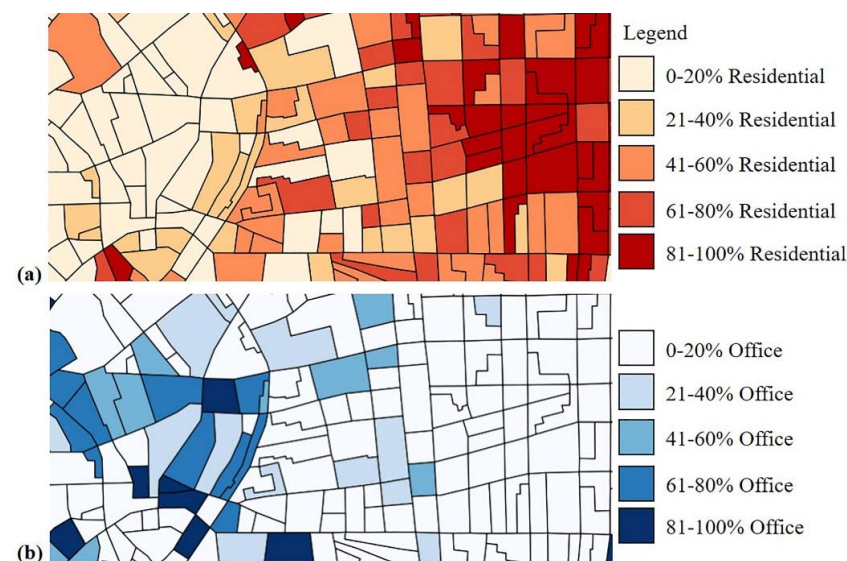 Legend
0-20% Residential
21-40% Residential
41-60% Residential
61-80% Residential
81-100% Residential
(a)
0-20% Office
21-40% Office
41-60% Office
61-80% Office
81-100% Office
(b)